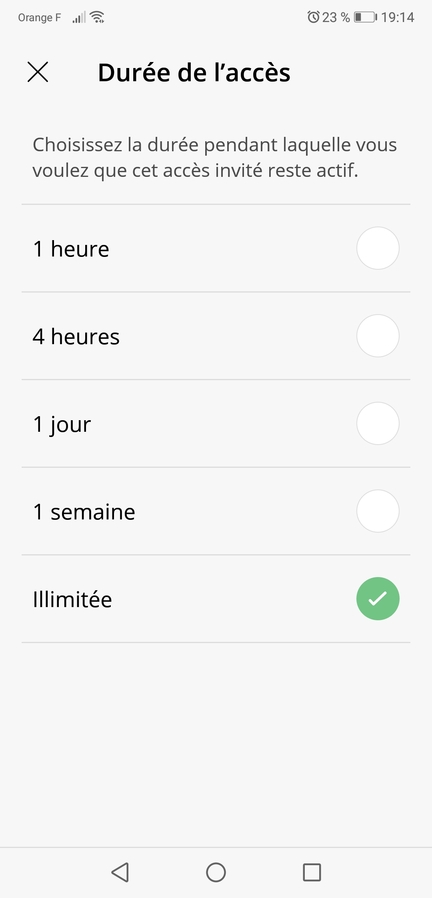 Orange F 23 % 19:14
Durée de l’accès
Choisissez la durée pendant laquelle vous
voulez que cet accès invité reste actif.
1 heure
4 heures
1 jour
1 semaine
Illimitée